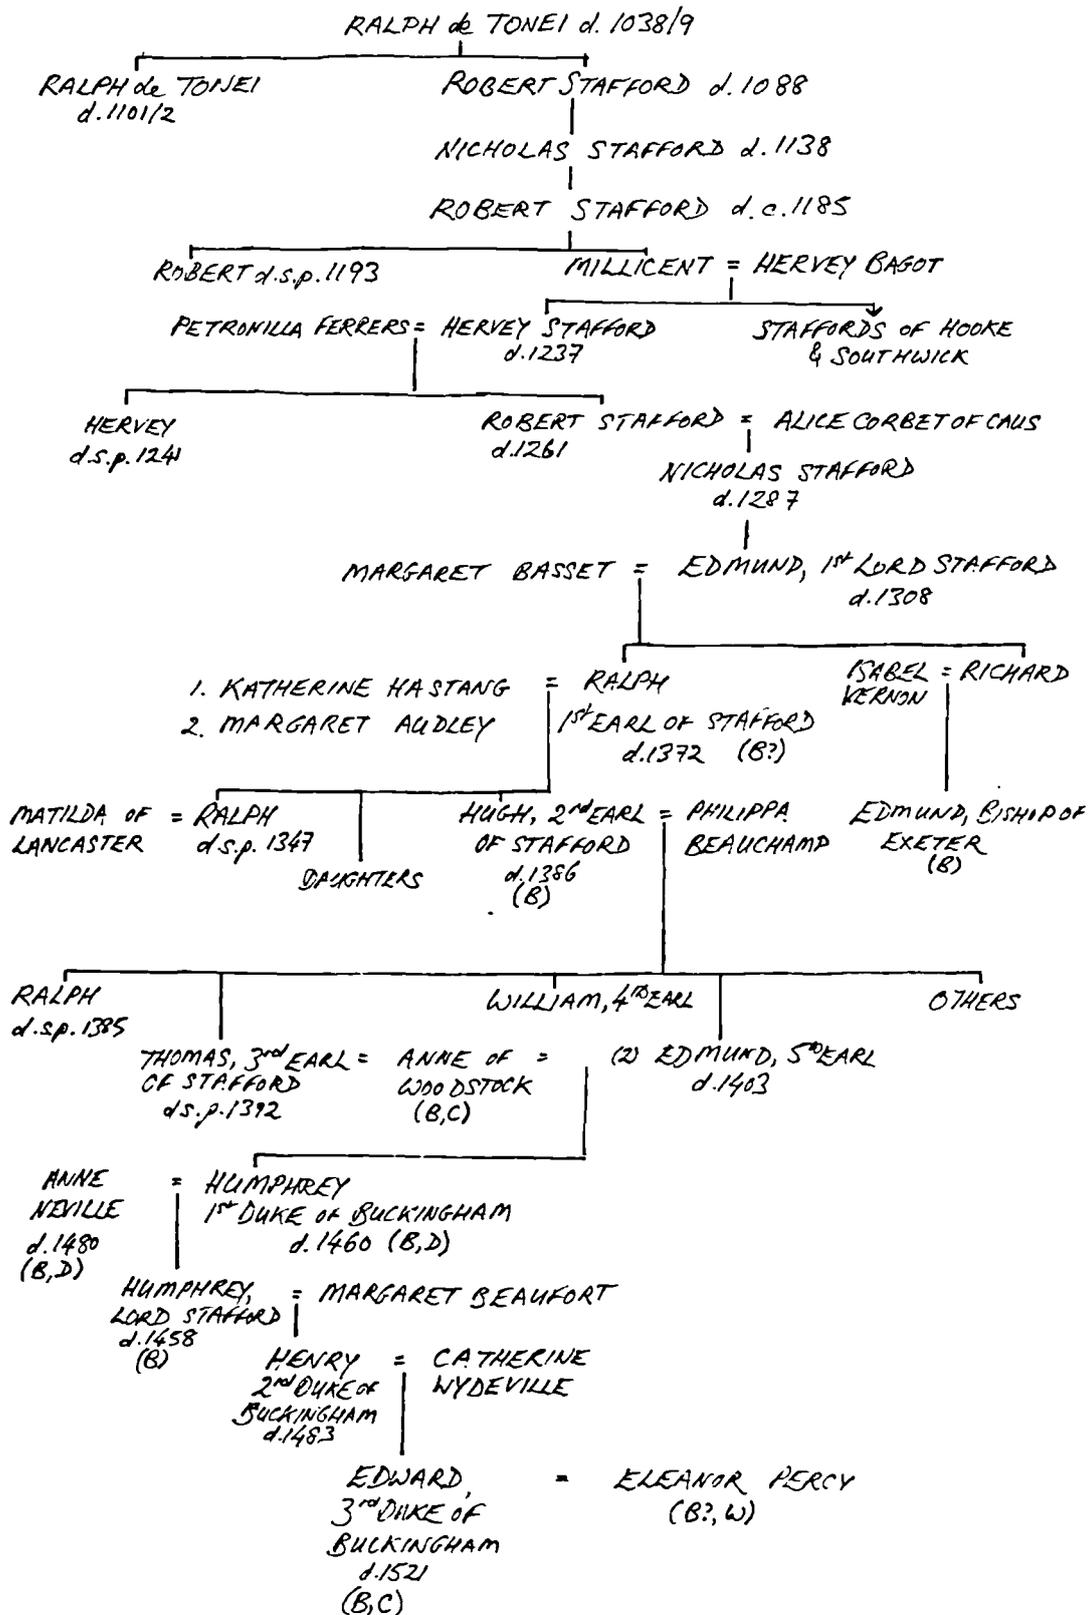 RALPH de TONEI d. 1038/9
RALPH de TONEI
d.1101/2
ROBERT STAFFORD d.1088
NICHOLAS STAFFORD d.1138
ROBERT STAFFORD d.c.1185
ROBERT d.s.p.1193
MILLICENT = HERVEY BAGOT
PETRONILLA FERRERS = HERVEY STAFFORD
d.1237
STAFFORDS OF HOOKE
& SOUTHWICK
HERVEY
d.s.p.1241
ROBERT STAFFORD = ALICE CORBET OF CAUS
d.1261
NICHOLAS STAFFORD
d.1287
MARGARET BASSET = EDMUND, 1st LORD STAFFORD
d.1308
1. KATHERINE HASTANG = RALPH
2. MARGARET AUDLEY
1st EARL OF STAFFORD
d.1372 (B?)
ISABEL = RICHARD
VERNON
MATILDA OF = RALPH
LANCASTER d.s.p. 1347
DAUGHTERS
HUGH, 2nd EARL = PHILIPPA
OF STAFFORD BEAUCHAMP
d.1386
(B)
EDMUND, BISHOP OF
EXETER
(B)
RALPH
d.s.p.1385
WILLIAM, 4TH EARL
OTHERS
THOMAS, 3rd EARL = ANNE OF = (2) EDMUND, 5TH EARL
OF STAFFORD WOODSTOCK d.1403
d.s.p.1392 (B,C)
ANNE = HUMPHREY
NEVILLE 1st DUKE OF BUCKINGHAM
d.1480 d.1460 (B,D)
(B,D)
HUMPHREY, = MARGARET BEAUFORT
LORD STAFFORD
d.1458
(B)
HENRY = CATHERINE
2nd DUKE OF WYDEVILLE
BUCKINGHAM
d.1483
EDWARD, = ELEANOR PERCY
3rd DUKE OF (B?, W)
BUCKINGHAM
d.1521
(B,C)